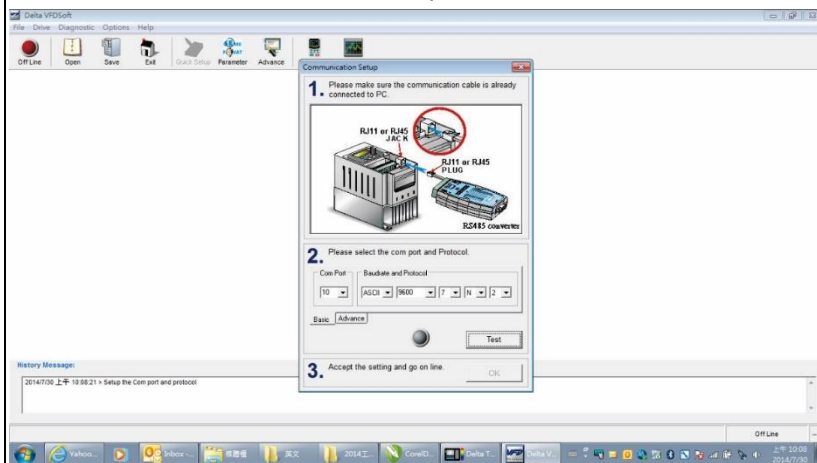 Delta VFDSoft
File Drive Diagnostic Options Help
Off Line Open Save Exit Quick Setup Parameter Advance
Communication Setup
1. Please make sure the communication cable is already
connected to PC.
RJ11 or RJ45
JACK
RJ11 or RJ45
PLUG
RS485 converter
2. Please select the com port and Protocol.
Com Port Baudrate and Protocol
10 ASCII 9600 7 N 2
Basic Advance
Test
3. Accept the setting and go on line.
OK
History Message:
2014/7/30 上午 10:08:21 > Setup the Com port and protocol
Off Line
Yahoo... Inbox -... 英文 2014工... CorelD... Delta T... Delta V...
上午 10:08
2014/7/30